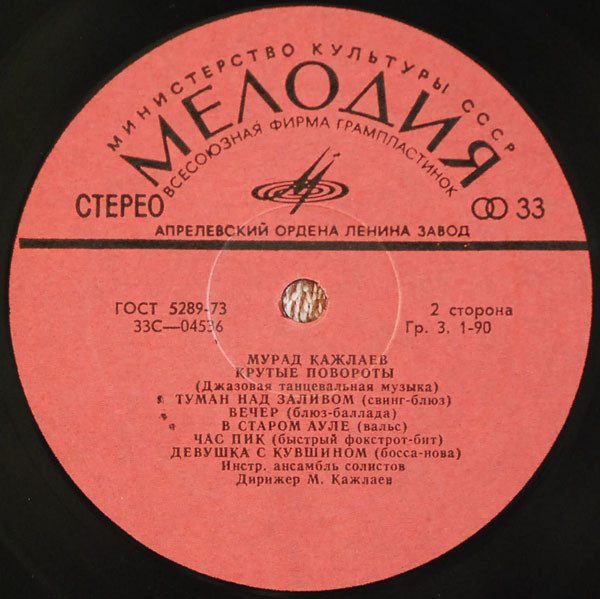 МИНИСТЕРСТВО КУЛЬТУРЫ СССР
МЕЛОДИЯ
ВСЕСОЮЗНАЯ ФИРМА ГРАМПЛАСТИНОК
СТЕРЕО 33
АПРЕЛЕВСКИЙ ОРДЕНА ЛЕНИНА ЗАВОД
ГОСТ 5289-73 2 сторона
33С—04536 Гр. 3. 1-90
МУРАД КАЖЛАЕВ
КРУТЫЕ ПОВОРОТЫ
(Джазовая танцевальная музыка)
ТУМАН НАД ЗАЛИВОМ (свинг-блюз)
ВЕЧЕР (блюз-баллада)
В СТАРОМ АУЛЕ (вальс)
ЧАС ПИК (быстрый фокстрот-бит)
ДЕВУШКА С КУВШИНОМ (босса-нова)
Инстр. ансамбль солистов
Дирижер М. Кажлаев